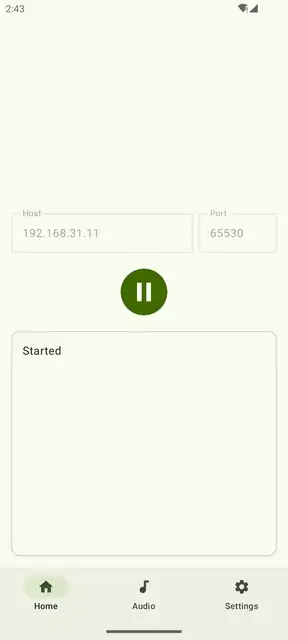 2:43
Host
Port
192.168.31.11
65530
Started
Home
Audio
Settings